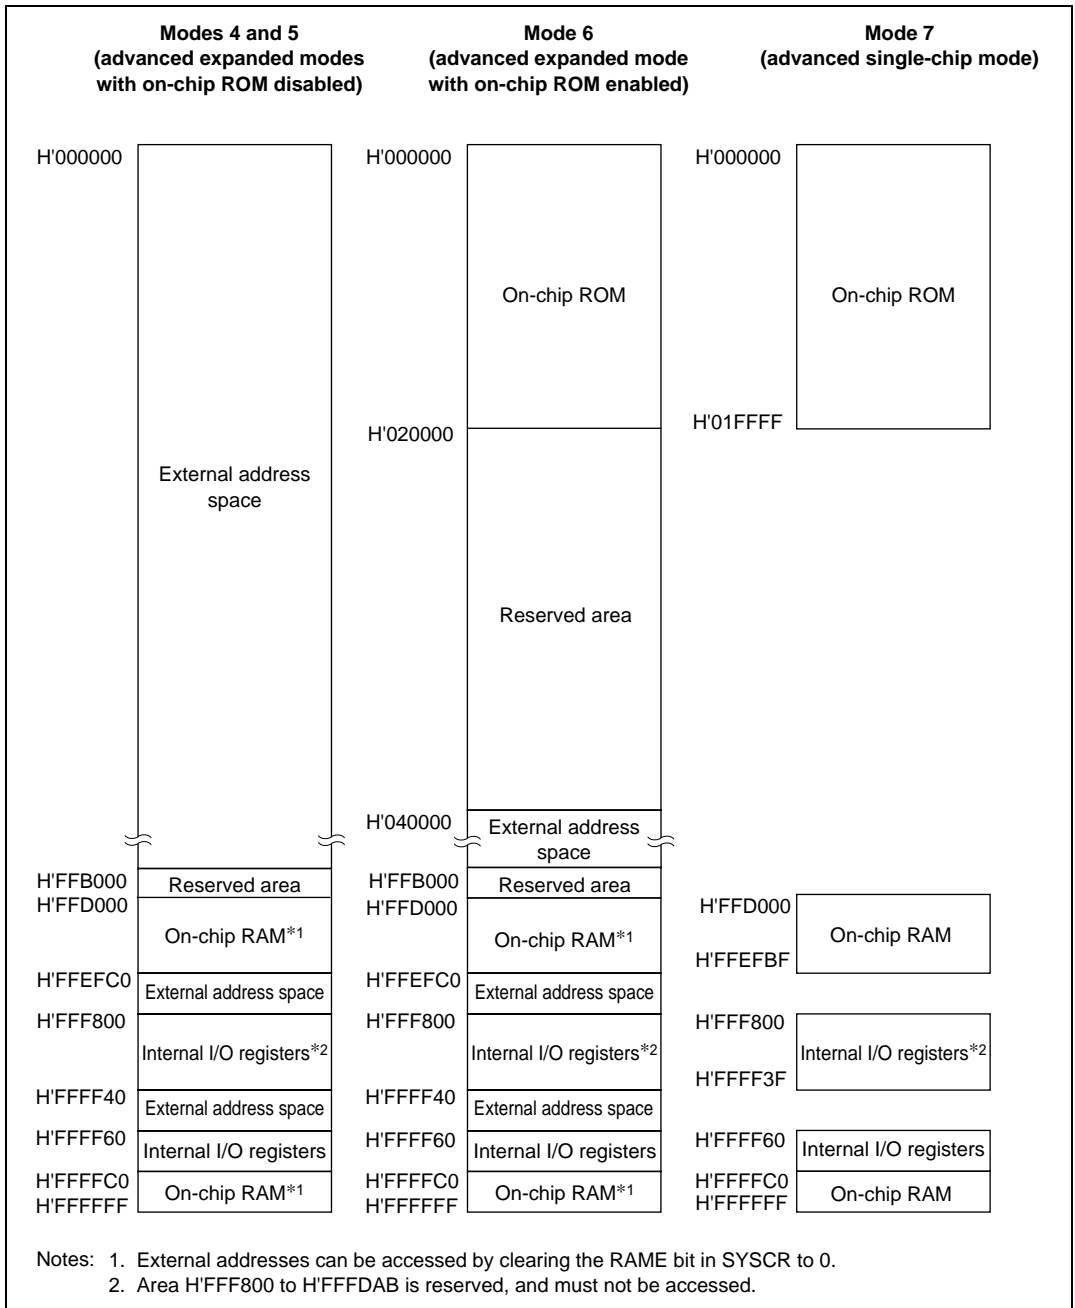 Modes 4 and 5
(advanced expanded modes
with on-chip ROM disabled)
Mode 6
(advanced expanded mode
with on-chip ROM enabled)
Mode 7
(advanced single-chip mode)
H'000000
External address
space
H'FFB000
Reserved area
H'FFD000
On-chip RAM*1
H'FFEFC0
External address space
H'FFF800
Internal I/O registers*2
H'FFFF40
External address space
H'FFFF60
Internal I/O registers
H'FFFFC0
On-chip RAM*1
H'FFFFFF
H'000000
On-chip ROM
H'020000
Reserved area
H'040000
External address
space
H'FFB000
Reserved area
H'FFD000
On-chip RAM*1
H'FFEFC0
External address space
H'FFF800
Internal I/O registers*2
H'FFFF40
External address space
H'FFFF60
Internal I/O registers
H'FFFFC0
On-chip RAM*1
H'FFFFFF
H'000000
On-chip ROM
H'01FFFF
H'FFD000
On-chip RAM
H'FFEFBF
H'FFF800
Internal I/O registers*2
H'FFFF3F
H'FFFF60
Internal I/O registers
H'FFFFC0
On-chip RAM
H'FFFFFF
Notes: 1. External addresses can be accessed by clearing the RAME bit in SYSCR to 0.
2. Area H'FFF800 to H'FFFDAB is reserved, and must not be accessed.